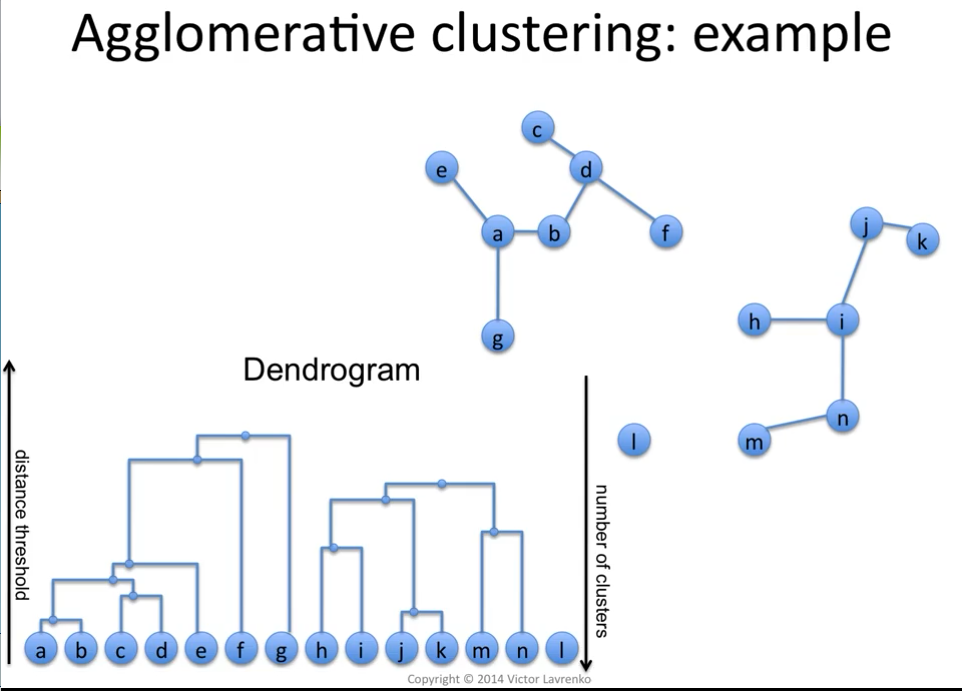 Agglomerative clustering: example
c
e
d
a
b
f
j
k
h
i
g
Dendrogram
n
l
m
distance threshold
number of clusters
a b c d e f g h i j k m n l
Copyright © 2014 Victor Lavrenko